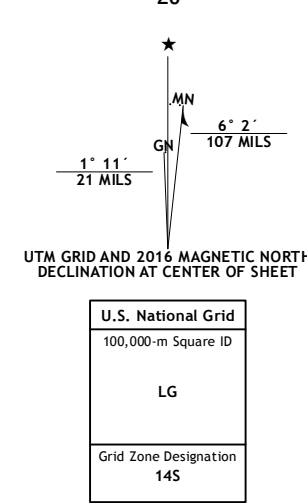 MN
GN
6° 2´
107 MILS
1° 11´
21 MILS
UTM GRID AND 2016 MAGNETIC NORTH
DECLINATION AT CENTER OF SHEET
U.S. National Grid
100,000-m Square ID
LG
Grid Zone Designation
14S